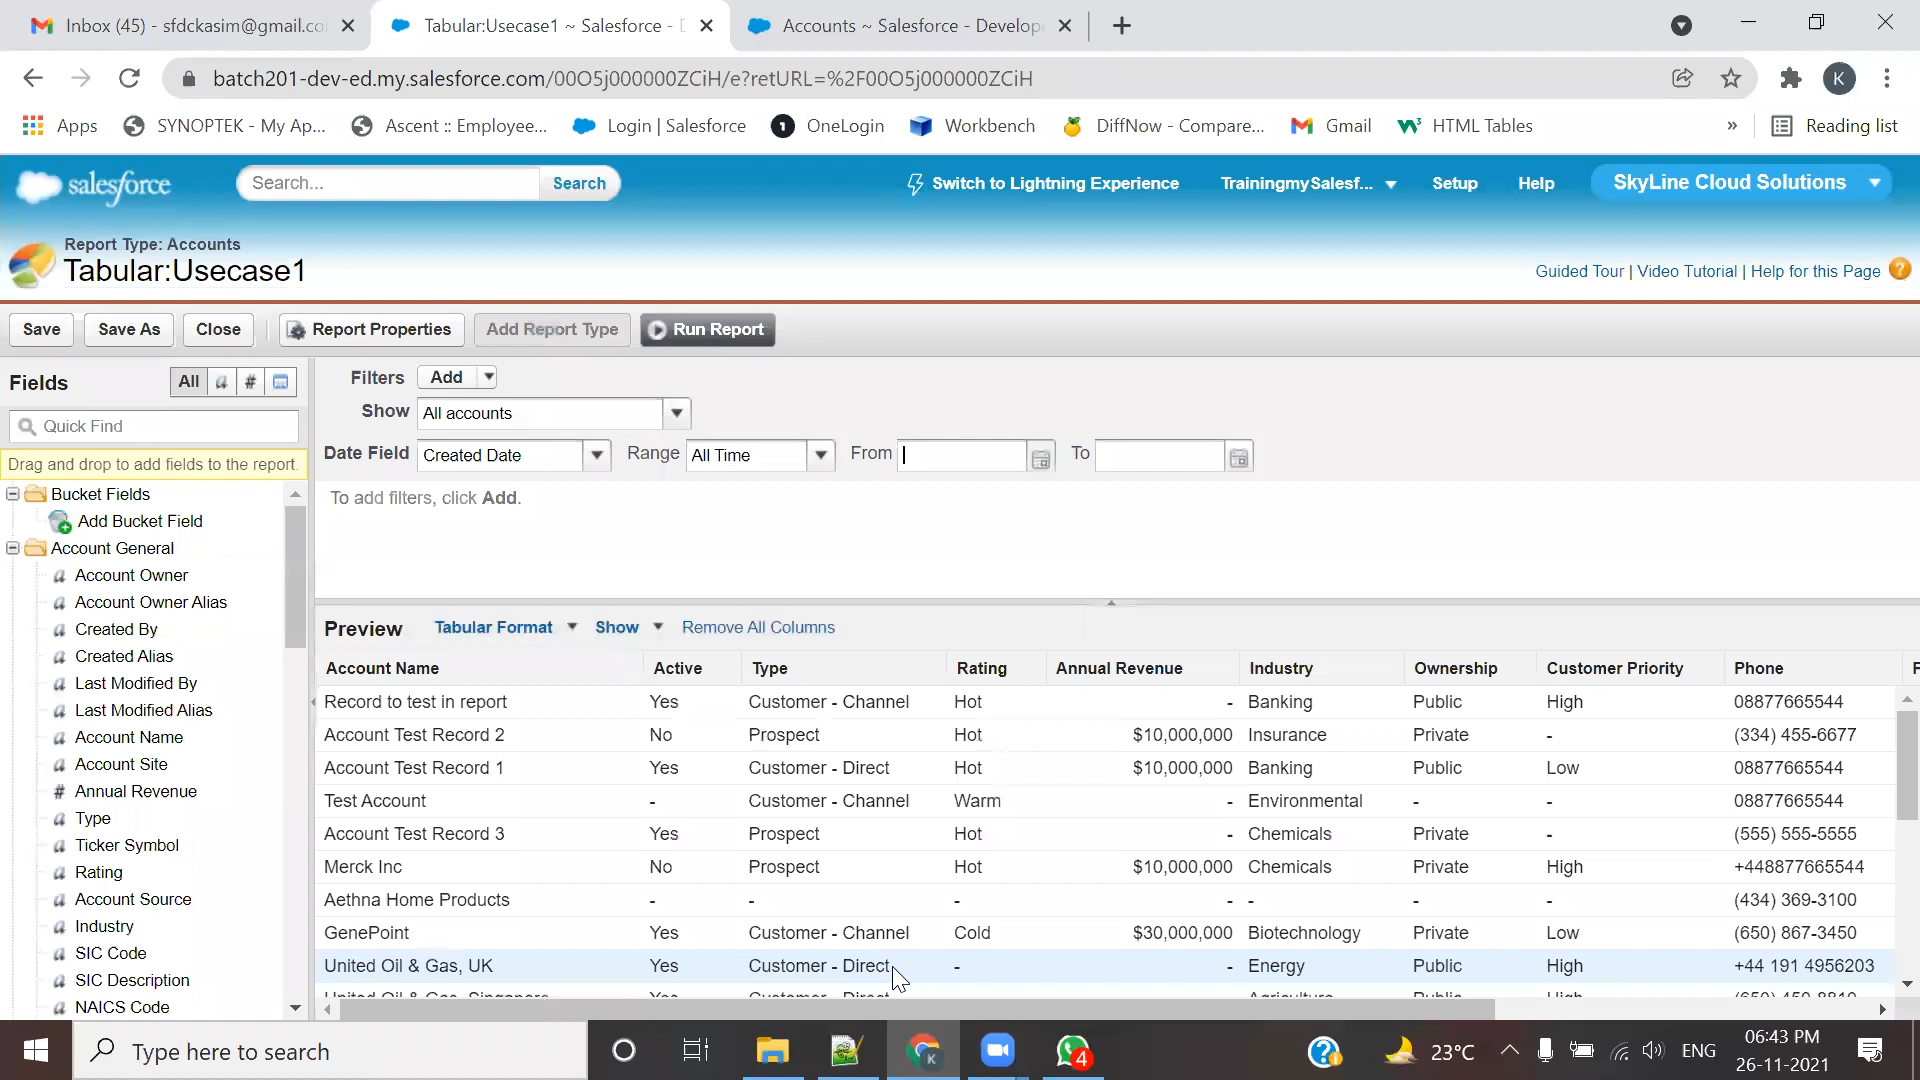 Inbox (45) - sfdckasim@gmail.co
Tabular:Usecase1 ~ Salesforce -
Accounts ~ Salesforce - Develop
batch201-dev-ed.my.salesforce.com/00O5j000000ZCiH/e?retURL=%2F00O5j000000ZCiH
K
Apps
SYNOPTEK - My Ap...
Ascent :: Employee...
Login | Salesforce
OneLogin
Workbench
DiffNow - Compare...
Gmail
HTML Tables
»
Reading list
salesforce
Search...
Search
Switch to Lightning Experience
TrainingmySalesf...
Setup
Help
SkyLine Cloud Solutions
Report Type: Accounts
Tabular:Usecase1
Guided Tour | Video Tutorial | Help for this Page ?
Save
Save As
Close
Report Properties
Add Report Type
Run Report
Fields
All
a
#
Quick Find
Drag and drop to add fields to the report.
Bucket Fields
Add Bucket Field
Account General
a Account Owner
a Account Owner Alias
a Created By
a Created Alias
a Last Modified By
a Last Modified Alias
a Account Name
a Account Site
# Annual Revenue
a Type
a Ticker Symbol
a Rating
a Account Source
a Industry
a SIC Code
a SIC Description
a NAICS Code
Filters Add
Show All accounts
Date Field Created Date Range All Time From To
To add filters, click Add.
Preview Tabular Format Show Remove All Columns
Account Name Active Type Rating Annual Revenue Industry Ownership Customer Priority Phone F
Record to test in report Yes Customer - Channel Hot - Banking Public High 08877665544
Account Test Record 2 No Prospect Hot $10,000,000 Insurance Private - (334) 455-6677
Account Test Record 1 Yes Customer - Direct Hot $10,000,000 Banking Public Low 08877665544
Test Account - Customer - Channel Warm - Environmental - - 08877665544
Account Test Record 3 Yes Prospect Hot - Chemicals Private - (555) 555-5555
Merck Inc No Prospect Hot $10,000,000 Chemicals Private High +448877665544
Aethna Home Products - - - - - - - (434) 369-3100
GenePoint Yes Customer - Channel Cold $30,000,000 Biotechnology Private Low (650) 867-3450
United Oil & Gas, UK Yes Customer - Direct - - Energy Public High +44 191 4956203
United Oil & Gas, Singapore Yes Customer - Direct Agriculture Public High (650) 450-8810
Type here to search
K
4
23°C
ENG
06:43 PM
26-11-2021